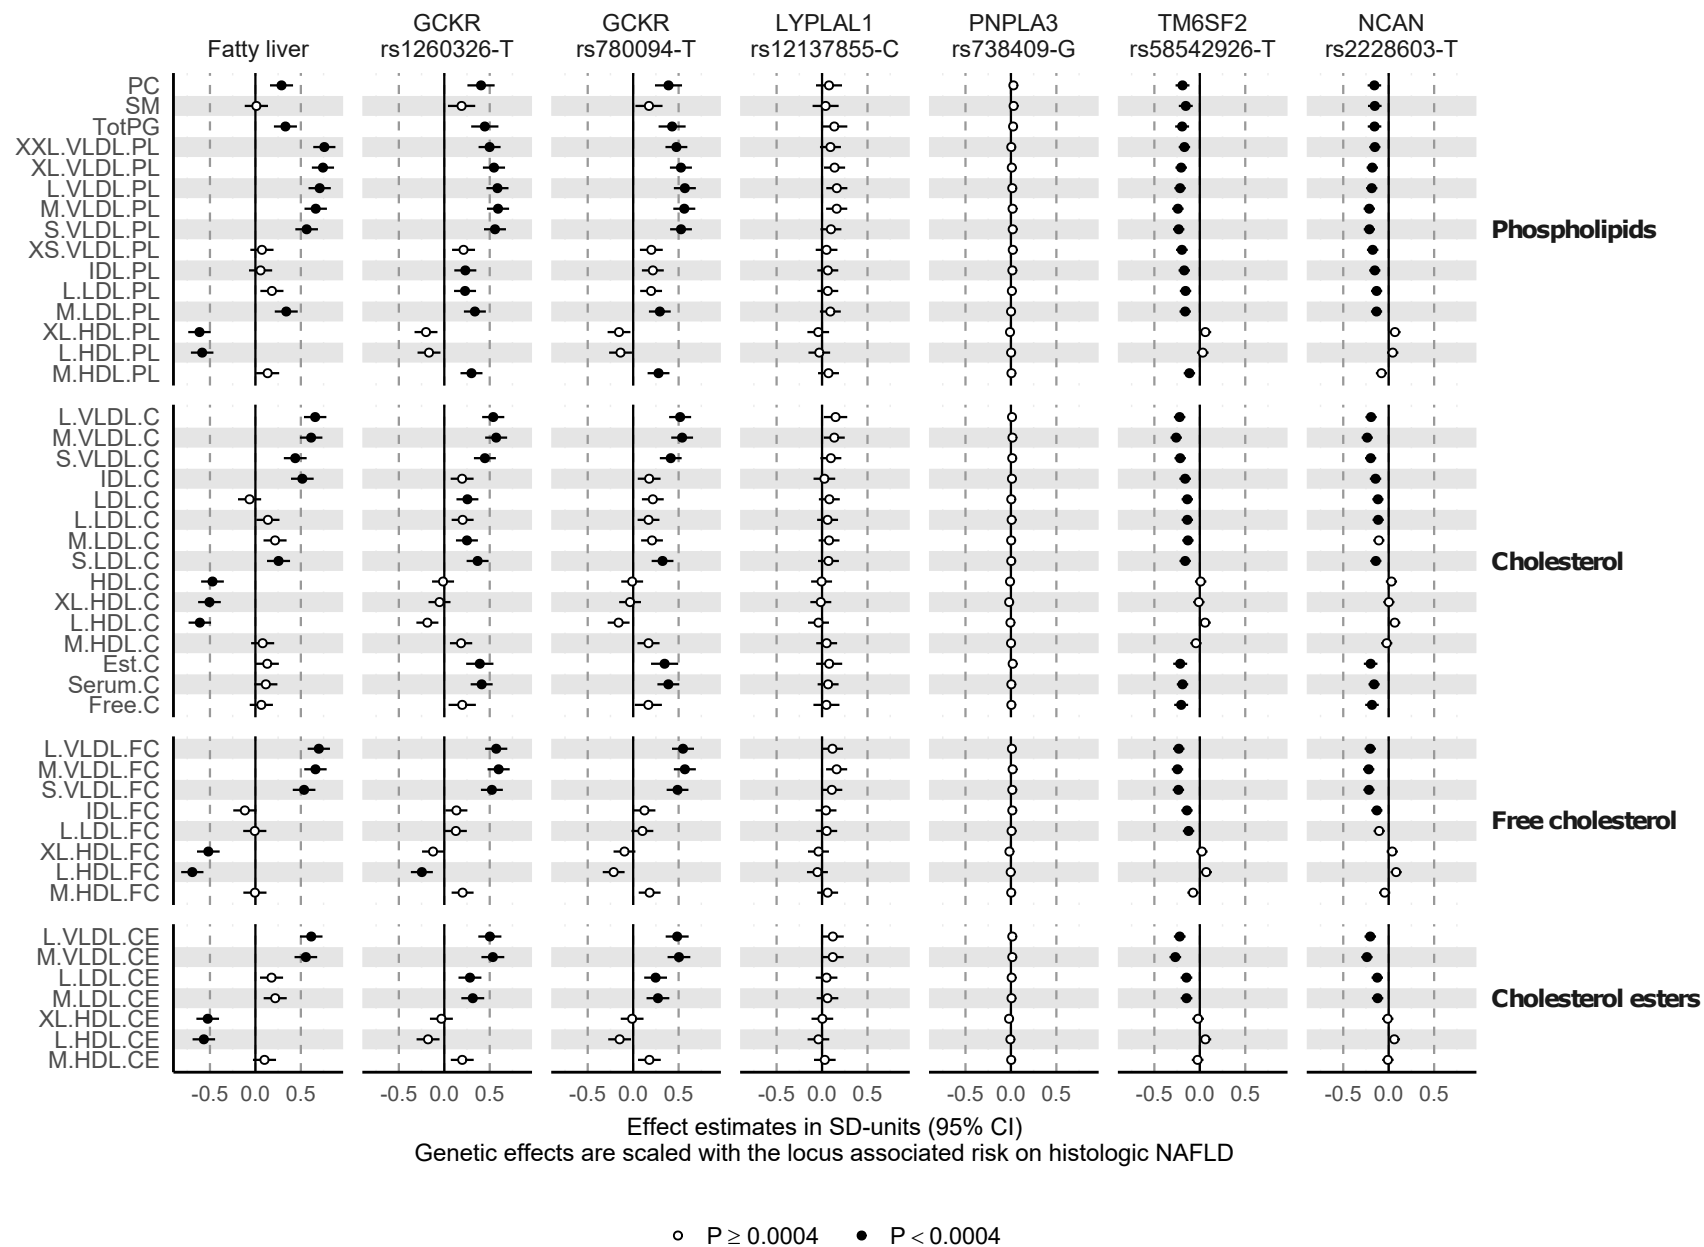 Fatty liver
GCKR
rs1260326-T
GCKR
rs780094-T
LYPLAL1
rs12137855-C
PNPLA3
rs738409-G
TM6SF2
rs58542926-T
NCAN
rs2228603-T
PC
SM
TotPG
XXL.VLDL.PL
XL.VLDL.PL
L.VLDL.PL
M.VLDL.PL
S.VLDL.PL
XS.VLDL.PL
IDL.PL
L.LDL.PL
M.LDL.PL
XL.HDL.PL
L.HDL.PL
M.HDL.PL
Phospholipids
L.VLDL.C
M.VLDL.C
S.VLDL.C
IDL.C
LDL.C
L.LDL.C
M.LDL.C
S.LDL.C
HDL.C
XL.HDL.C
L.HDL.C
M.HDL.C
Est.C
Serum.C
Free.C
Cholesterol
L.VLDL.FC
M.VLDL.FC
S.VLDL.FC
IDL.FC
L.LDL.FC
XL.HDL.FC
L.HDL.FC
M.HDL.FC
Free cholesterol
L.VLDL.CE
M.VLDL.CE
L.LDL.CE
M.LDL.CE
XL.HDL.CE
L.HDL.CE
M.HDL.CE
Cholesterol esters
-0.5 0.0 0.5 -0.5 0.0 0.5 -0.5 0.0 0.5 -0.5 0.0 0.5 -0.5 0.0 0.5 -0.5 0.0 0.5 -0.5 0.0 0.5
Effect estimates in SD-units (95% CI)
Genetic effects are scaled with the locus associated risk on histologic NAFLD
P ≥ 0.0004 P < 0.0004